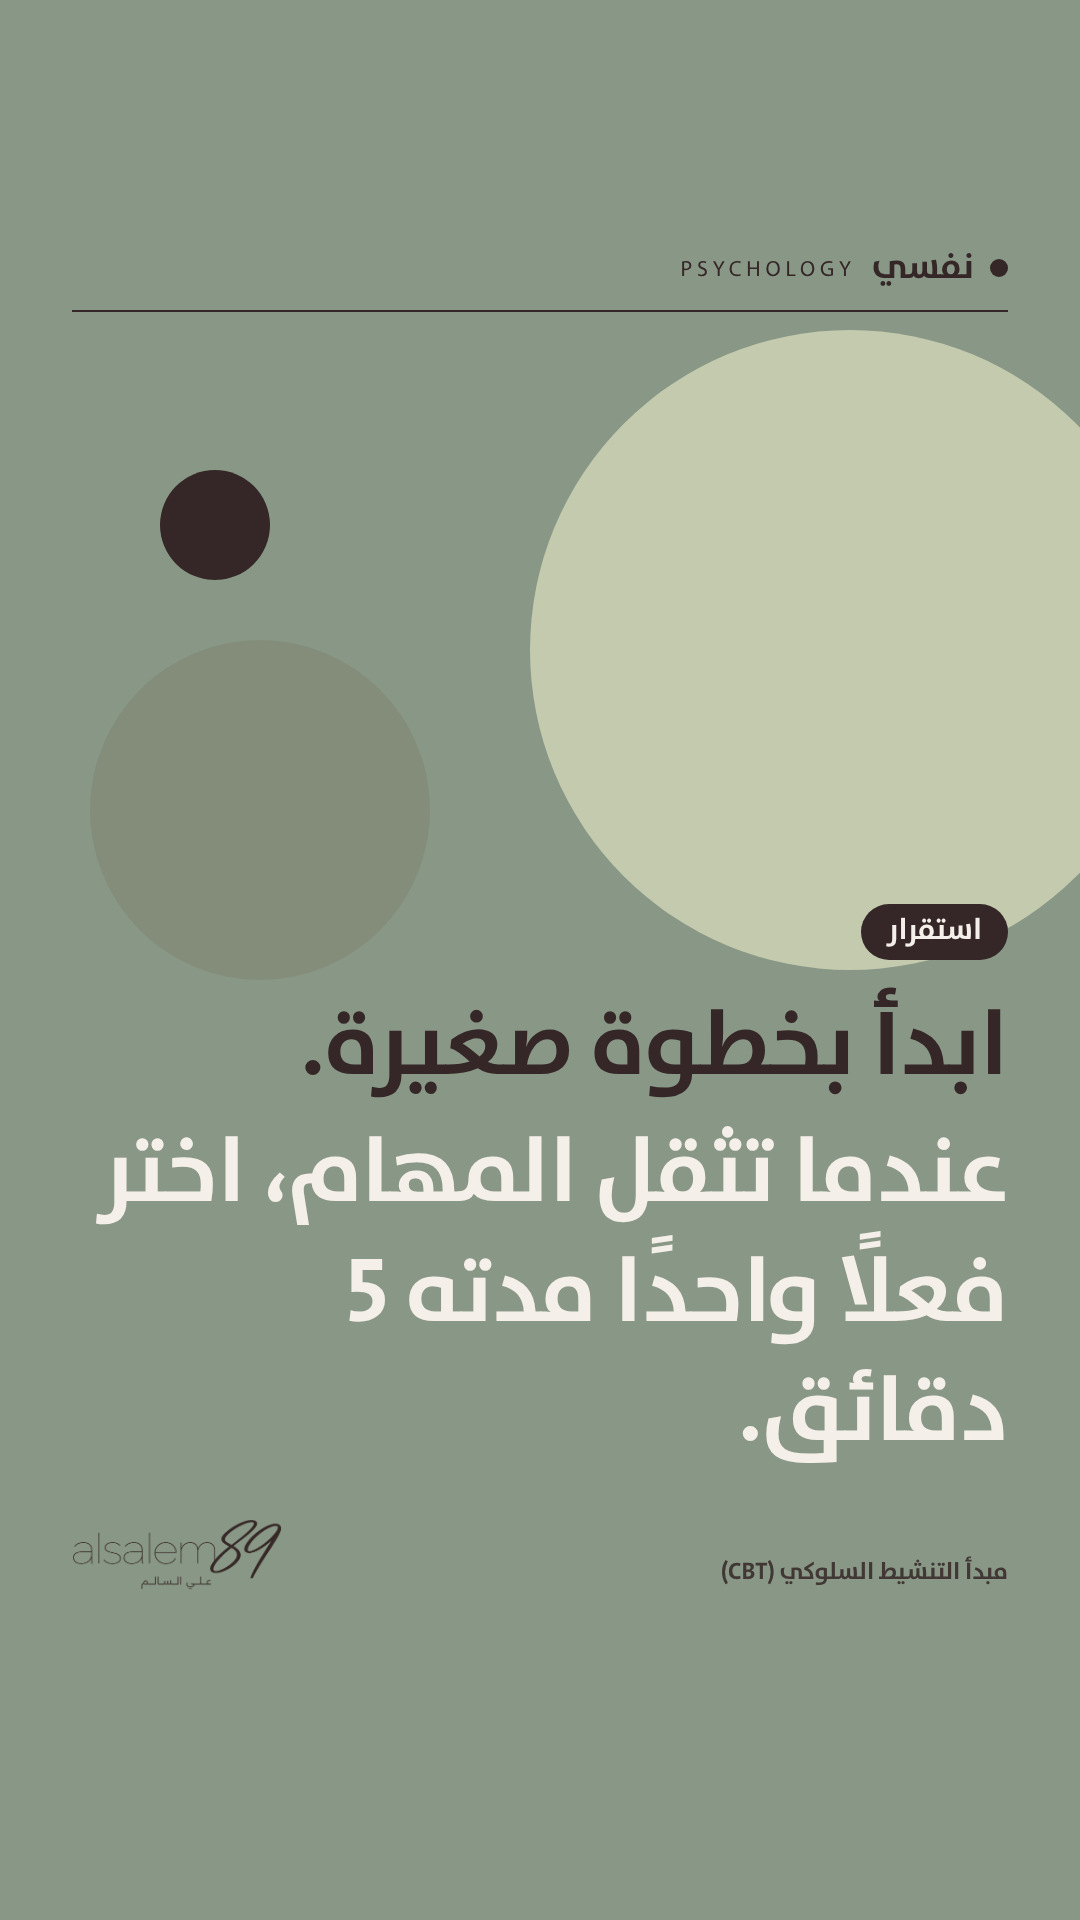 نفسي PSYCHOLOGY
استقرار
ابدأ بخطوة صغيرة.
عندما تثقل المهام، اختر
فعلًا واحدًا مدته 5
دقائق.
مبدأ التنشيط السلوكي (CBT)
alsalem89
علي السالم